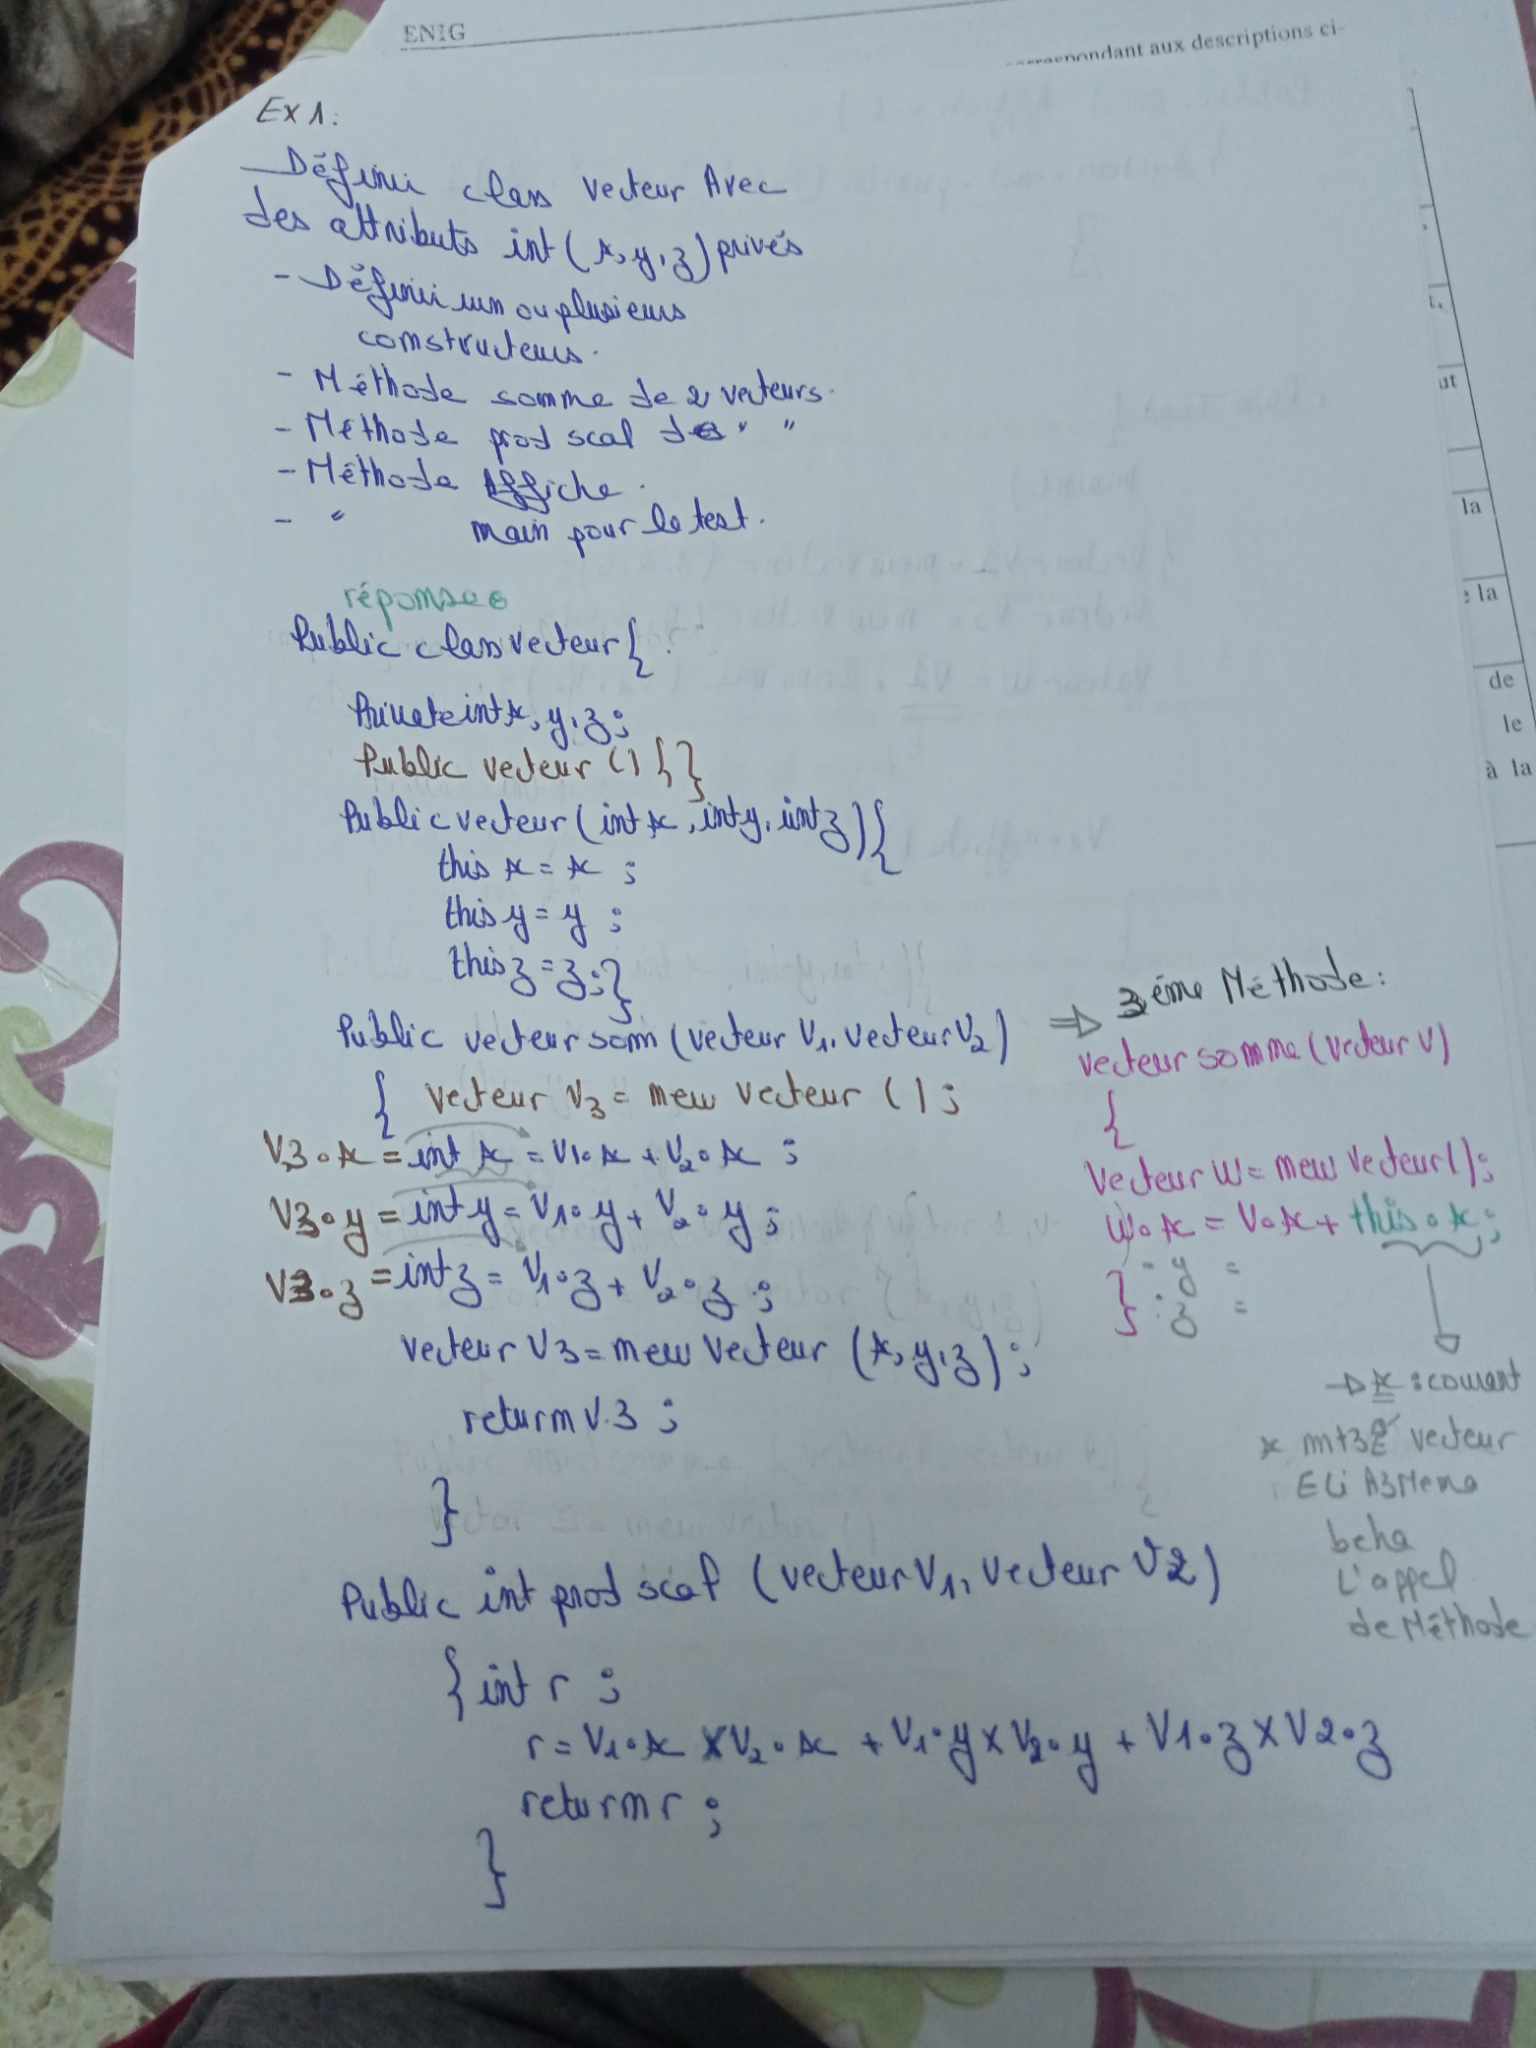 ENIG
correspondant aux descriptions ci-
Ex 1:
Définir class vecteur Avec
des attributs int (x, y, z) privés
- Définir un ou plusieurs
constructeurs.
- Méthode somme de 2 vecteurs.
- Méthode prod scal de " "
- Méthode Affiche.
- " main pour le test.
réponses
Public class vecteur {
Private int x, y, z ;
Public vecteur () { }
Public vecteur (int x, int y, int z) {
this x = x ;
this y = y ;
this z = z ; }
Public vecteur som (vecteur V1, vecteur V2)
{ vecteur V3 = new vecteur () ;
V3.x = int x = V1.x + V2.x ;
V3.y = int y = V1.y + V2.y ;
V3.z = int z = V1.z + V2.z ;
vecteur V3 = new vecteur (x, y, z) ;
return V.3 ;
}
Public int prod scal (vecteur V1, vecteur V2)
{ int r ;
r = V1.x x V2.x + V1.y x V2.y + V1.z x V2.z
return r ;
}
⇒ éme Méthode :
vecteur somme (vecteur V)
{
Vecteur W = new vecteur () ;
W.x = V.x + this.x ;
. y =
} . z =
→ x : courant
x mt3 vecteur
ELi A3Mena
beha
L'appel
de Méthode
t,
ut
la
e la
de
le
à la